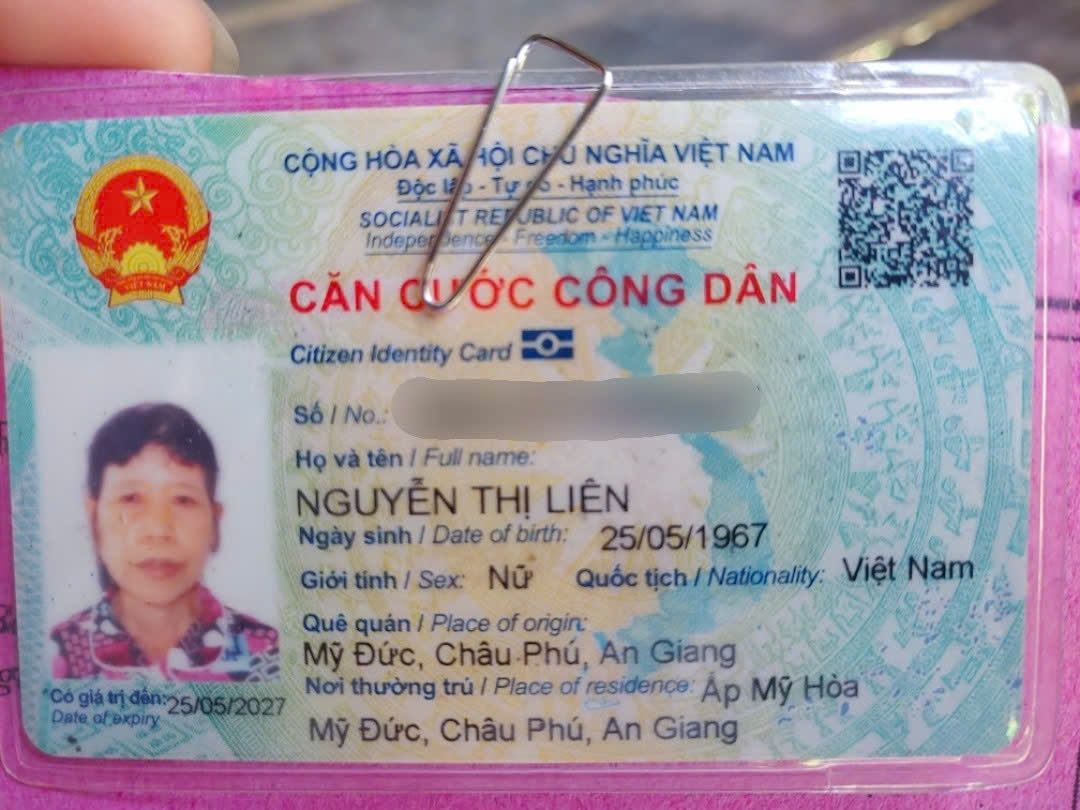 CỘNG HÒA XÃ HỘI CHỦ NGHĨA VIỆT NAM
Độc lập - Tự do - Hạnh phúc
SOCIALIST REPUBLIC OF VIET NAM
Independence - Freedom - Happiness
CĂN CƯỚC CÔNG DÂN
Citizen Identity Card
Số / No.:
Họ và tên / Full name:
NGUYỄN THỊ LIÊN
Ngày sinh / Date of birth: 25/05/1967
Giới tính / Sex: Nữ Quốc tịch / Nationality: Việt Nam
Quê quán / Place of origin:
Mỹ Đức, Châu Phú, An Giang
Nơi thường trú / Place of residence: Ấp Mỹ Hòa
Mỹ Đức, Châu Phú, An Giang
Có giá trị đến: 25/05/2027
Date of expiry
VIỆT NAM